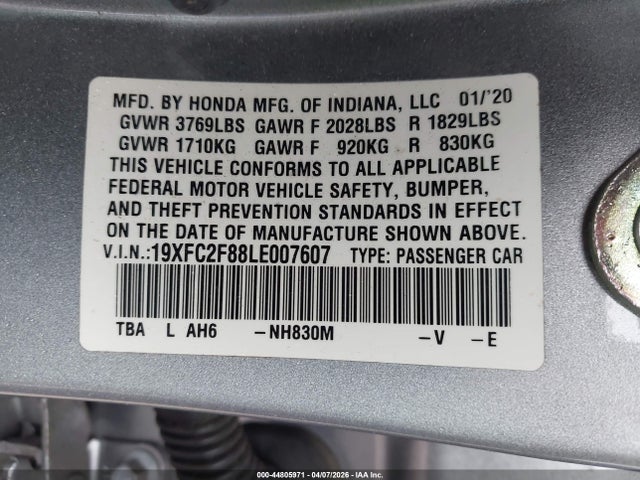 MFD. BY HONDA MFG. OF INDIANA, LLC 01/'20
GVWR 3769LBS GAWR F 2028LBS R 1829LBS
GVWR 1710KG GAWR F 920KG R 830KG
THIS VEHICLE CONFORMS TO ALL APPLICABLE
FEDERAL MOTOR VEHICLE SAFETY, BUMPER,
AND THEFT PREVENTION STANDARDS IN EFFECT
ON THE DATE OF MANUFACTURE SHOWN ABOVE.
V.I.N.:19XFC2F88LE007607 TYPE: PASSENGER CAR
TBA L AH6 -NH830M -V -E
000-44805971 | 04/07/2026 | IAA Inc.